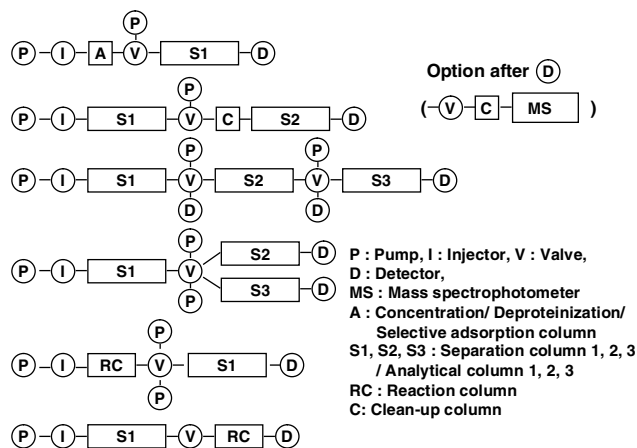 P
P I A V S1 D
Option after D
( V C MS )
P
P I S1 V C S2 D
P P
P I S1 V S2 V S3 D
D D
P S2 D
P I S1 V
P S3 D
P : Pump, I : Injector, V : Valve,
D : Detector,
MS : Mass spectrophotometer
A : Concentration/ Deproteinization/
Selective adsorption column
S1, S2, S3 : Separation column 1, 2, 3
/ Analytical column 1, 2, 3
RC : Reaction column
C: Clean-up column
P
P I RC V S1 D
P
P I S1 V RC D